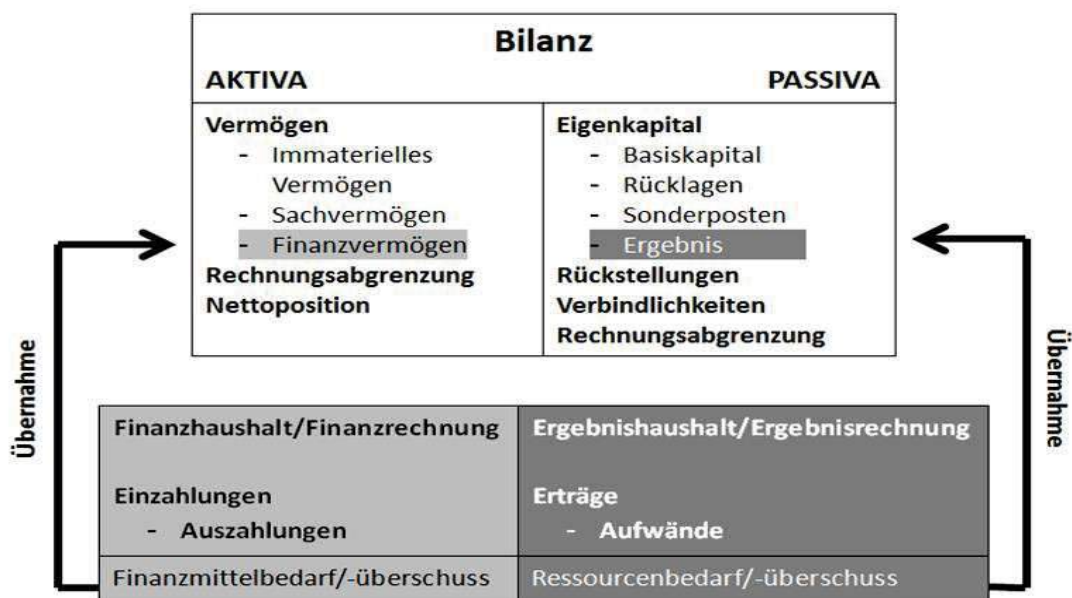 Bilanz
AKTIVA PASSIVA
Vermögen
- Immaterielles
Vermögen
- Sachvermögen
- Finanzvermögen
Rechnungsabgrenzung
Nettoposition
Eigenkapital
- Basiskapital
- Rücklagen
- Sonderposten
- Ergebnis
Rückstellungen
Verbindlichkeiten
Rechnungsabgrenzung
Übernahme
Übernahme
Finanzhaushalt/Finanzrechnung
Einzahlungen
- Auszahlungen
Finanzmittelbedarf/-überschuss
Ergebnishaushalt/Ergebnisrechnung
Erträge
- Aufwände
Ressourcenbedarf/-überschuss